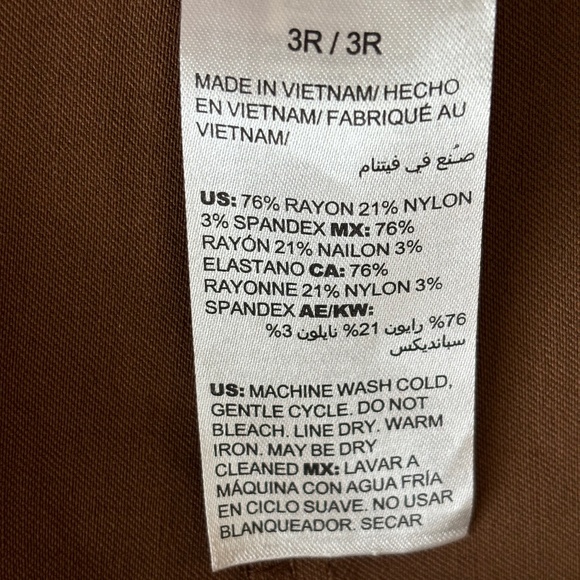 3R / 3R
MADE IN VIETNAM/ HECHO
EN VIETNAM/ FABRIQUÉ AU
VIETNAM/
صُنع في فيتنام
US: 76% RAYON 21% NYLON
3% SPANDEX MX: 76%
RAYÓN 21% NAILON 3%
ELASTANO CA: 76%
RAYONNE 21% NYLON 3%
SPANDEX AE/KW:
76% رايون 21% نايلون 3%
سبانديكس
US: MACHINE WASH COLD,
GENTLE CYCLE. DO NOT
BLEACH. LINE DRY. WARM
IRON. MAY BE DRY
CLEANED MX: LAVAR A
MÁQUINA CON AGUA FRÍA
EN CICLO SUAVE. NO USAR
BLANQUEADOR. SECAR